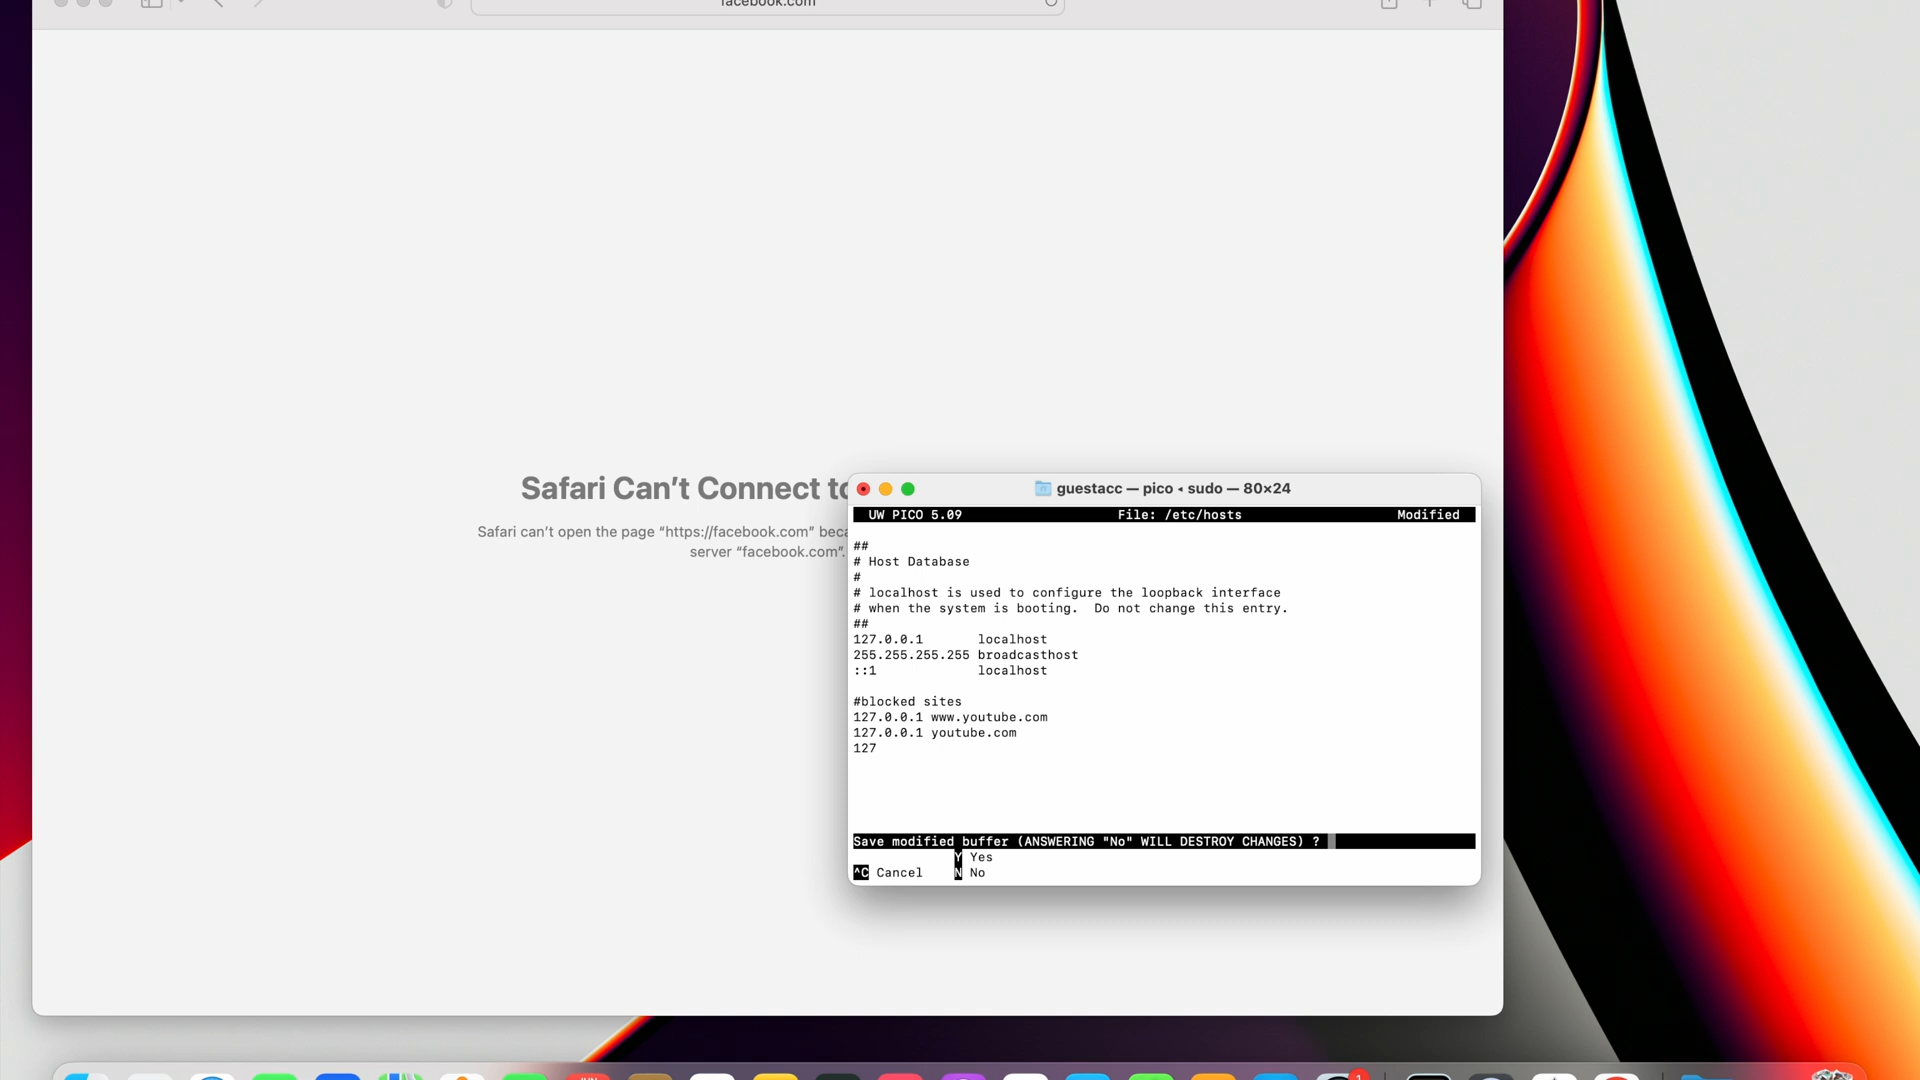 facebook.com
Safari Can't Connect to
Safari can't open the page “https://facebook.com” beca
server “facebook.com”.
guestacc — pico ◂ sudo — 80×24
UW PICO 5.09 File: /etc/hosts Modified
##
# Host Database
#
# localhost is used to configure the loopback interface
# when the system is booting.  Do not change this entry.
##
127.0.0.1 localhost
255.255.255.255 broadcasthost
::1 localhost
#blocked sites
127.0.0.1 www.youtube.com
127.0.0.1 youtube.com
127
Save modified buffer (ANSWERING "No" WILL DESTROY CHANGES) ?
Y Yes
^C Cancel N No
1